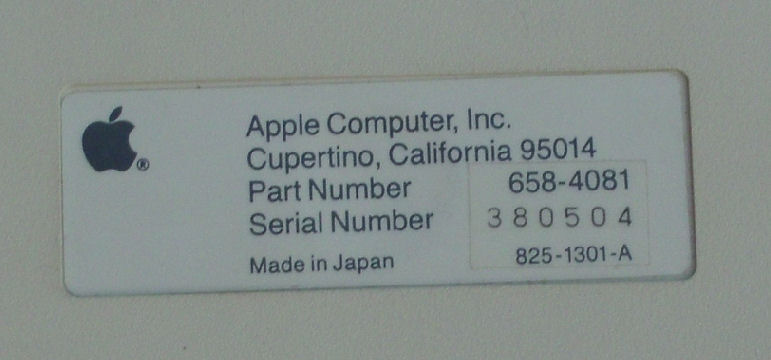 Apple Computer, Inc.
Cupertino, California 95014
Part Number 658-4081
Serial Number 380504
Made in Japan 825-1301-A
®